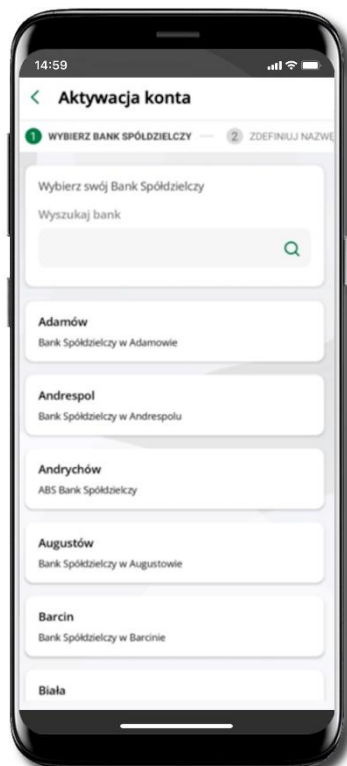 14:59
Aktywacja konta
1 WYBIERZ BANK SPÓŁDZIELCZY — 2 ZDEFINIUJ NAZWĘ
Wybierz swój Bank Spółdzielczy
Wyszukaj bank
Adamów
Bank Spółdzielczy w Adamowie
Andrespol
Bank Spółdzielczy w Andrespolu
Andrychów
ABS Bank Spółdzielczy
Augustów
Bank Spółdzielczy w Augustowie
Barcin
Bank Spółdzielczy w Barcinie
Biała